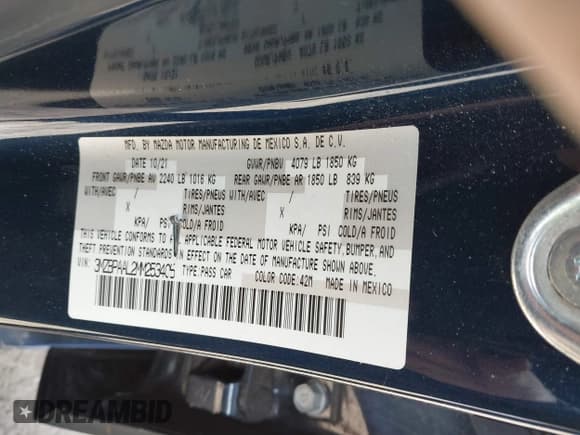 MFD. BY MAZDA MOTOR MANUFACTURING DE MEXICO S.A. DE C.V.
DATE 10/21 GVWR/PNBV 4079 LB 1850 KG
FRONT GAWR/PNBE AV 2240 LB 1016 KG REAR GAWR/PNBE AR 1850 LB 839 KG
WITH/AVEC / TIRES/PNEUS WITH/AVEC / TIRES/PNEUS
X RIMS/JANTES X RIMS/JANTES
KPA/ PSI COLD/A FROID KPA/ PSI COLD/A FROID
THIS VEHICLE CONFORMS TO ALL APPLICABLE FEDERAL MOTOR VEHICLE SAFETY, BUMPER, AND
THEFT PREVENTION STANDARDS IN EFFECT ON THE DATE OF MANUFACTURE SHOWN ABOVE.
VIN: TYPE PASS CAR COLOR CODE: 42M MADE IN MEXICO
DREAMBID